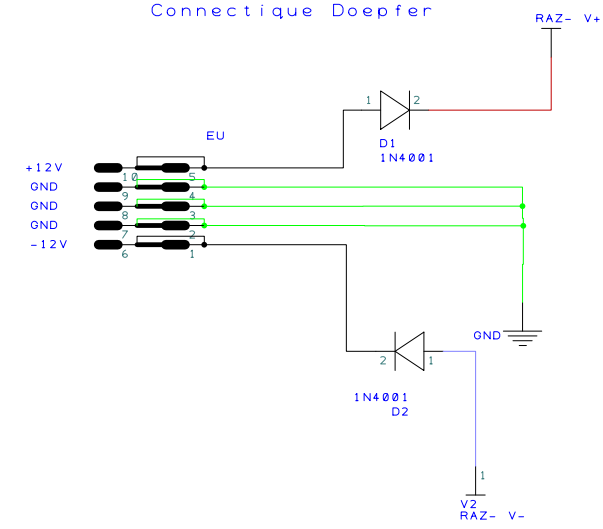 Connectique Doepfer
RAZ- V+
1 2
D1
1N4001
EU
+12V
10 5
GND
9 4
GND
8 3
GND
7 2
-12V
6 1
GND
2 1
1N4001
D2
1
V2
RAZ- V-